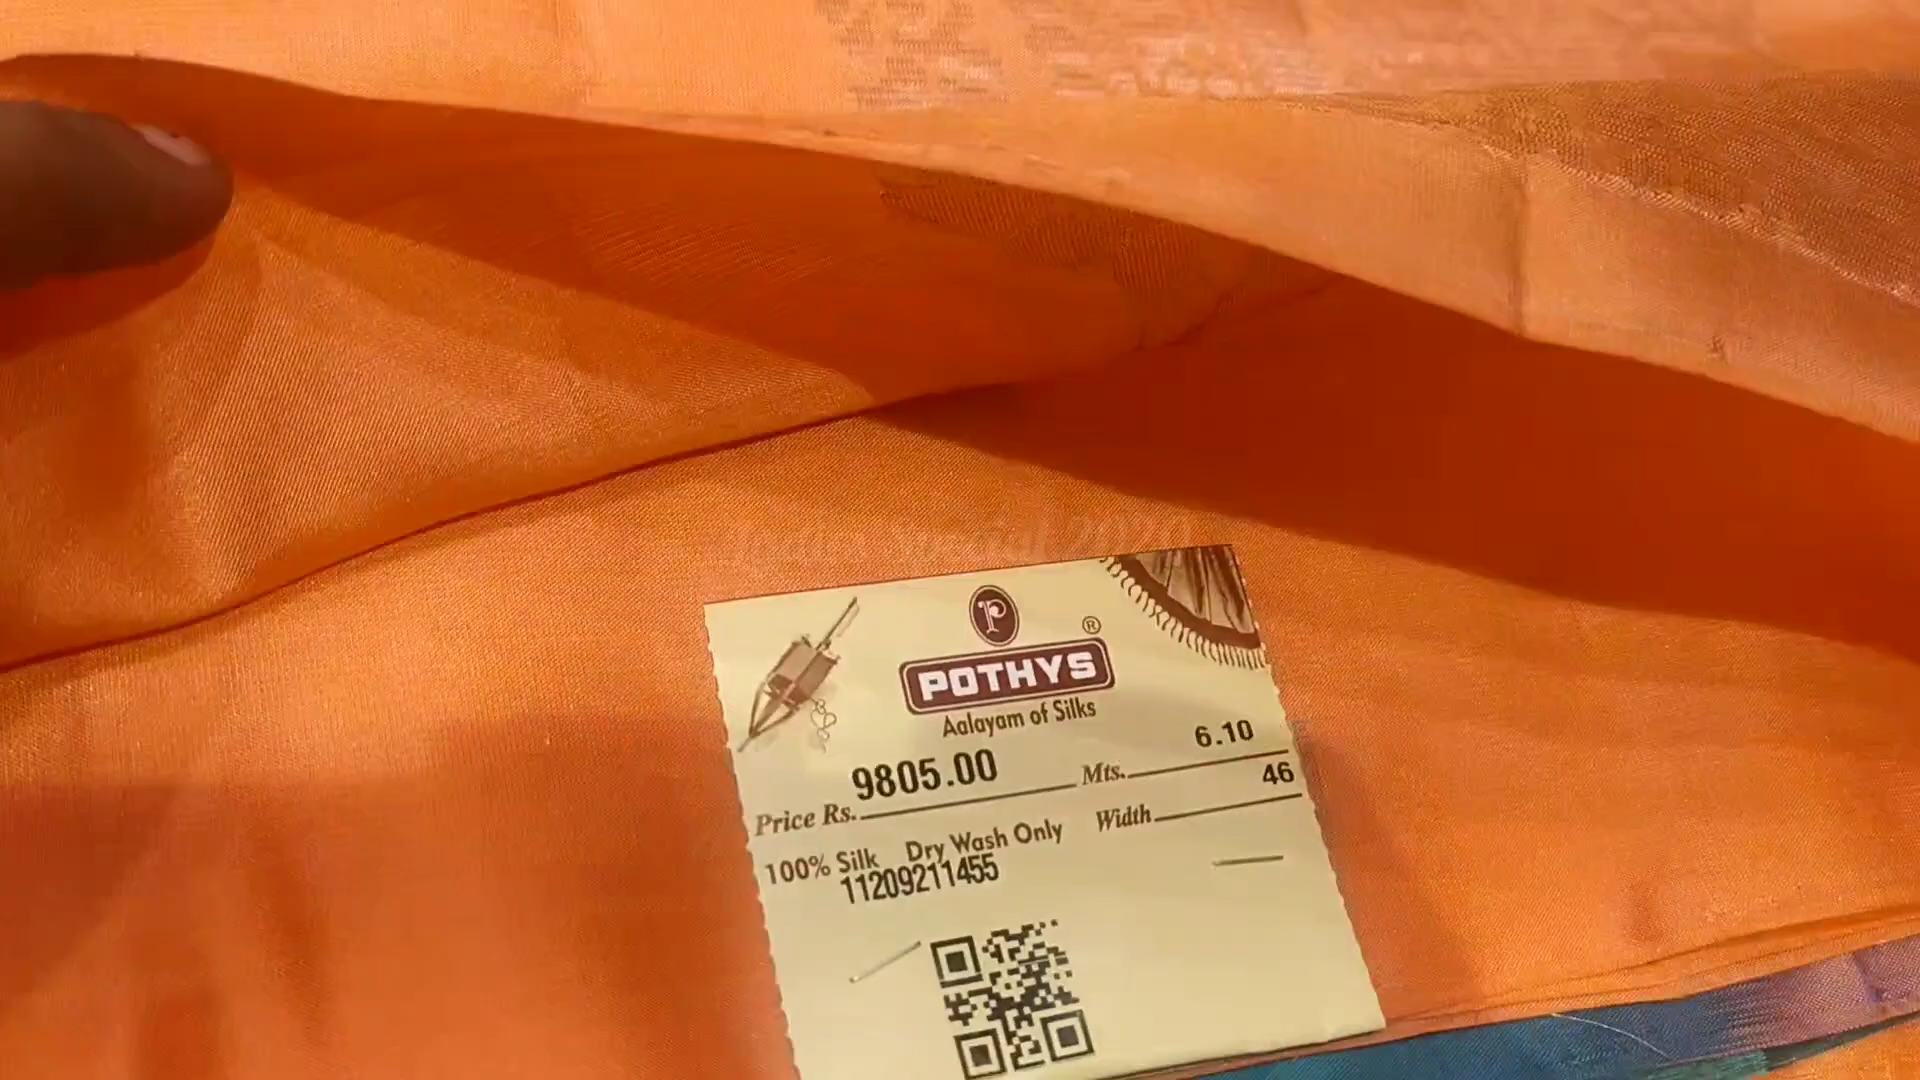 P
®
POTHYS
Aalayam of Silks
Price Rs. 9805.00 Mts. 6.10
100% Silk Dry Wash Only Width 46
11209211455